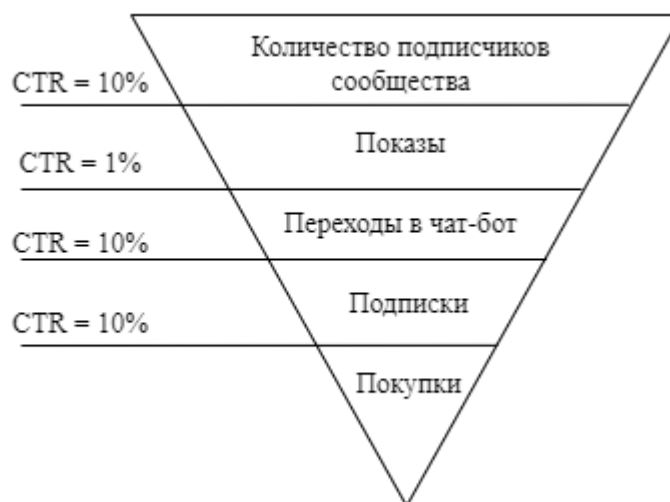 Количество подписчиков
сообщества
CTR = 10%
Показы
CTR = 1%
Переходы в чат-бот
CTR = 10%
Подписки
CTR = 10%
Покупки